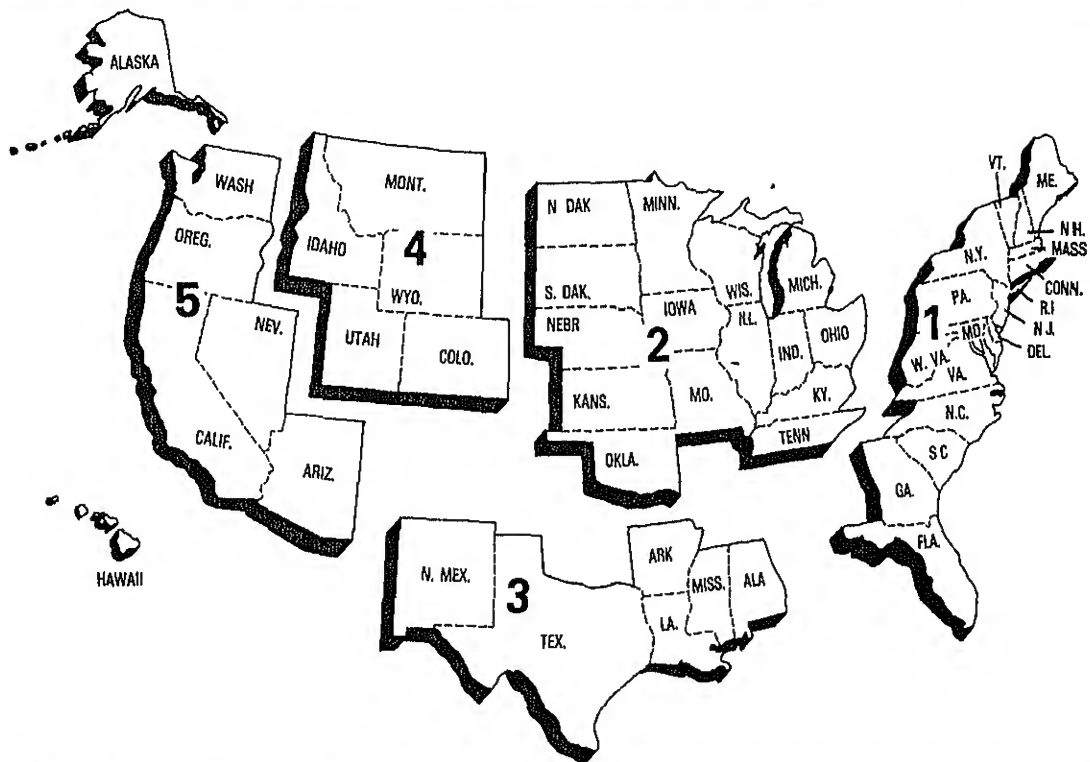 ALASKA
WASH
OREG.
5
NEV.
CALIF.
ARIZ.
HAWAII
MONT.
IDAHO
4
WYO.
UTAH
COLO.
N DAK
MINN.
S. DAK.
NEBR
IOWA
WIS.
MICH.
2
ILL.
IND.
OHIO
KANS.
MO.
KY.
TENN
OKLA.
N. MEX.
3
TEX.
ARK
LA.
MISS.
ALA
VT.
ME.
N.H.
MASS
N.Y.
CONN.
R.I
N.J.
DEL.
PA.
1
MD.
W. VA.
VA.
N.C.
S C
GA.
FLA.